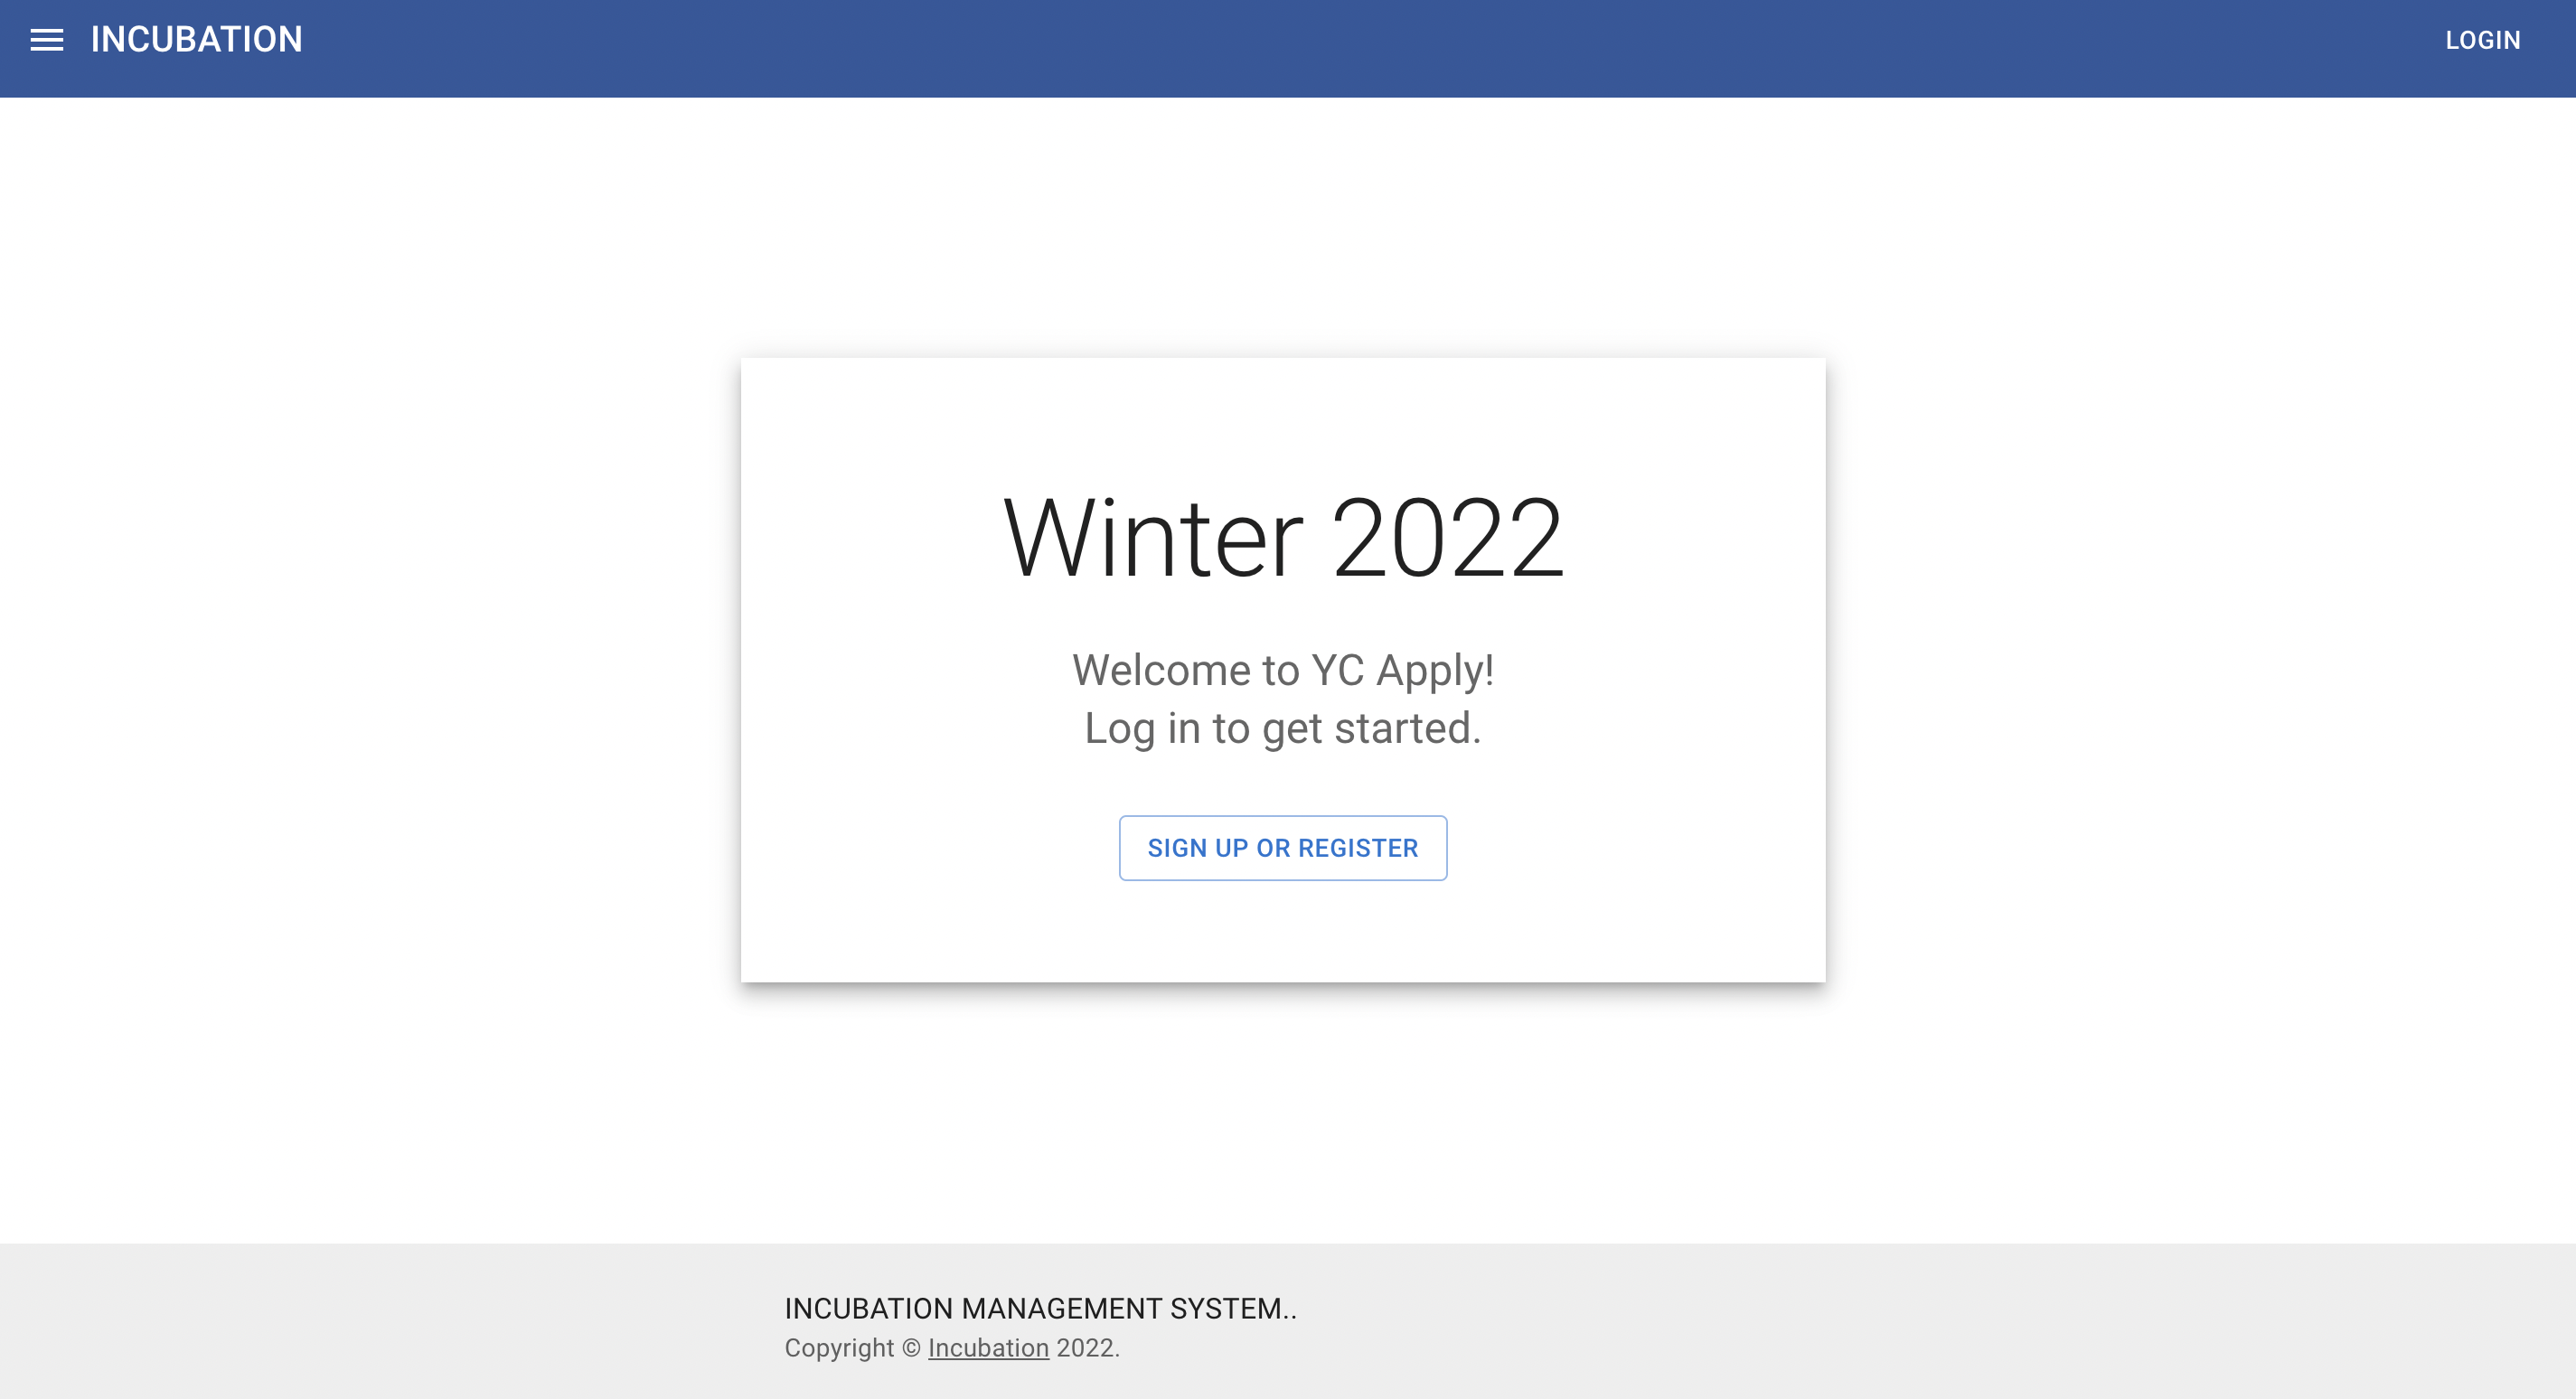 INCUBATION
LOGIN
Winter 2022
Welcome to YC Apply!
Log in to get started.
SIGN UP OR REGISTER
INCUBATION MANAGEMENT SYSTEM..
Copyright © Incubation 2022.